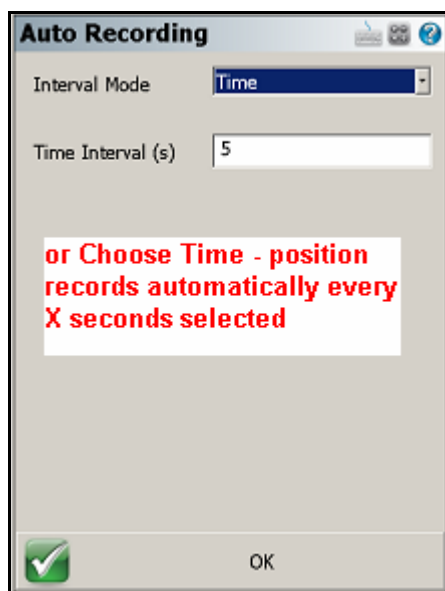 Auto Recording
Interval Mode Time
Time Interval (s) 5
or Choose Time - position
records automatically every
X seconds selected
OK